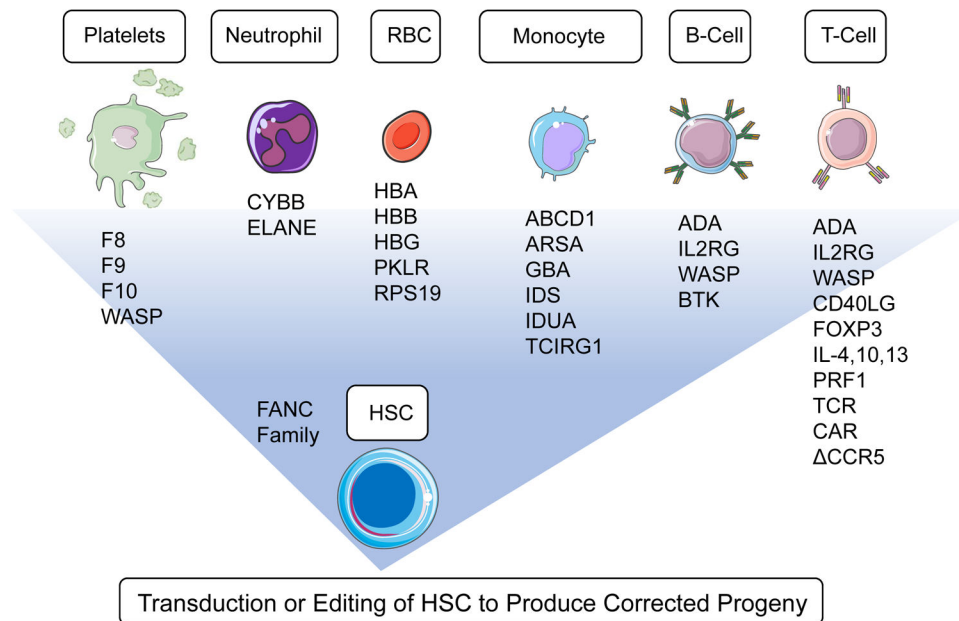 Platelets
Neutrophil
RBC
Monocyte
B-Cell
T-Cell
F8
F9
F10
WASP
CYBB
ELANE
HBA
HBB
HBG
PKLR
RPS19
ABCD1
ARSA
GBA
IDS
IDUA
TCIRG1
ADA
IL2RG
WASP
BTK
ADA
IL2RG
WASP
CD40LG
FOXP3
IL-4,10,13
PRF1
TCR
CAR
ΔCCR5
FANC
Family
HSC
Transduction or Editing of HSC to Produce Corrected Progeny